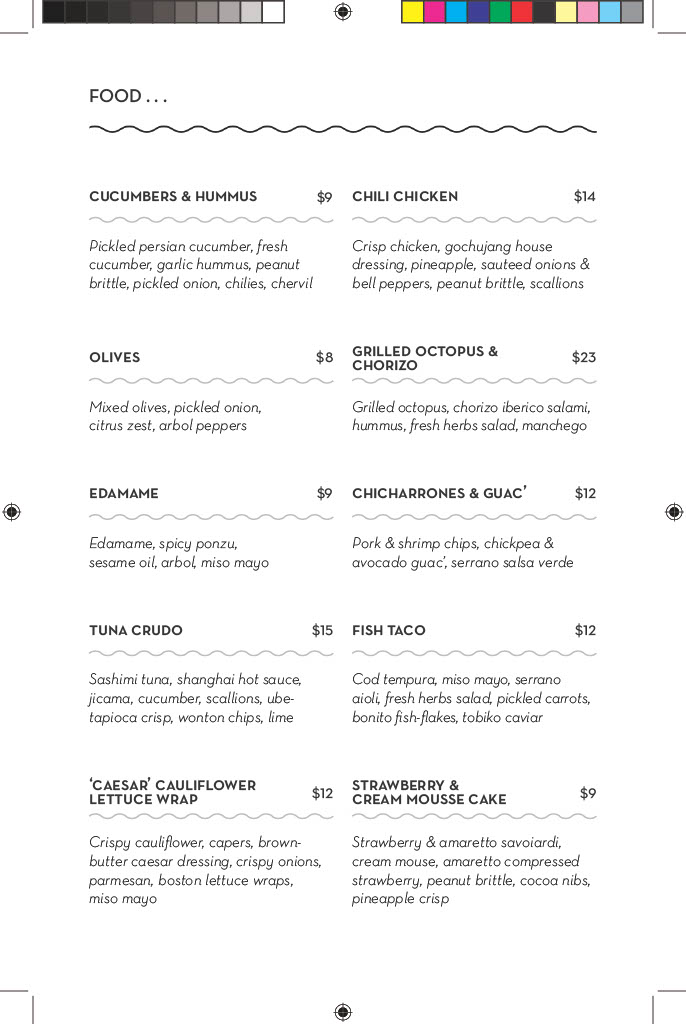 FOOD . . .
CUCUMBERS & HUMMUS $9
Pickled persian cucumber, fresh
cucumber, garlic hummus, peanut
brittle, pickled onion, chilies, chervil
OLIVES $8
Mixed olives, pickled onion,
citrus zest, arbol peppers
EDAMAME $9
Edamame, spicy ponzu,
sesame oil, arbol, miso mayo
TUNA CRUDO $15
Sashimi tuna, shanghai hot sauce,
jicama, cucumber, scallions, ube-
tapioca crisp, wonton chips, lime
‘CAESAR’ CAULIFLOWER
LETTUCE WRAP $12
Crispy cauliflower, capers, brown-
butter caesar dressing, crispy onions,
parmesan, boston lettuce wraps,
miso mayo
CHILI CHICKEN $14
Crisp chicken, gochujang house
dressing, pineapple, sauteed onions &
bell peppers, peanut brittle, scallions
GRILLED OCTOPUS &
CHORIZO $23
Grilled octopus, chorizo iberico salami,
hummus, fresh herbs salad, manchego
CHICHARRONES & GUAC’ $12
Pork & shrimp chips, chickpea &
avocado guac’, serrano salsa verde
FISH TACO $12
Cod tempura, miso mayo, serrano
aioli, fresh herbs salad, pickled carrots,
bonito fish-flakes, tobiko caviar
STRAWBERRY &
CREAM MOUSSE CAKE $9
Strawberry & amaretto savoiardi,
cream mouse, amaretto compressed
strawberry, peanut brittle, cocoa nibs,
pineapple crisp